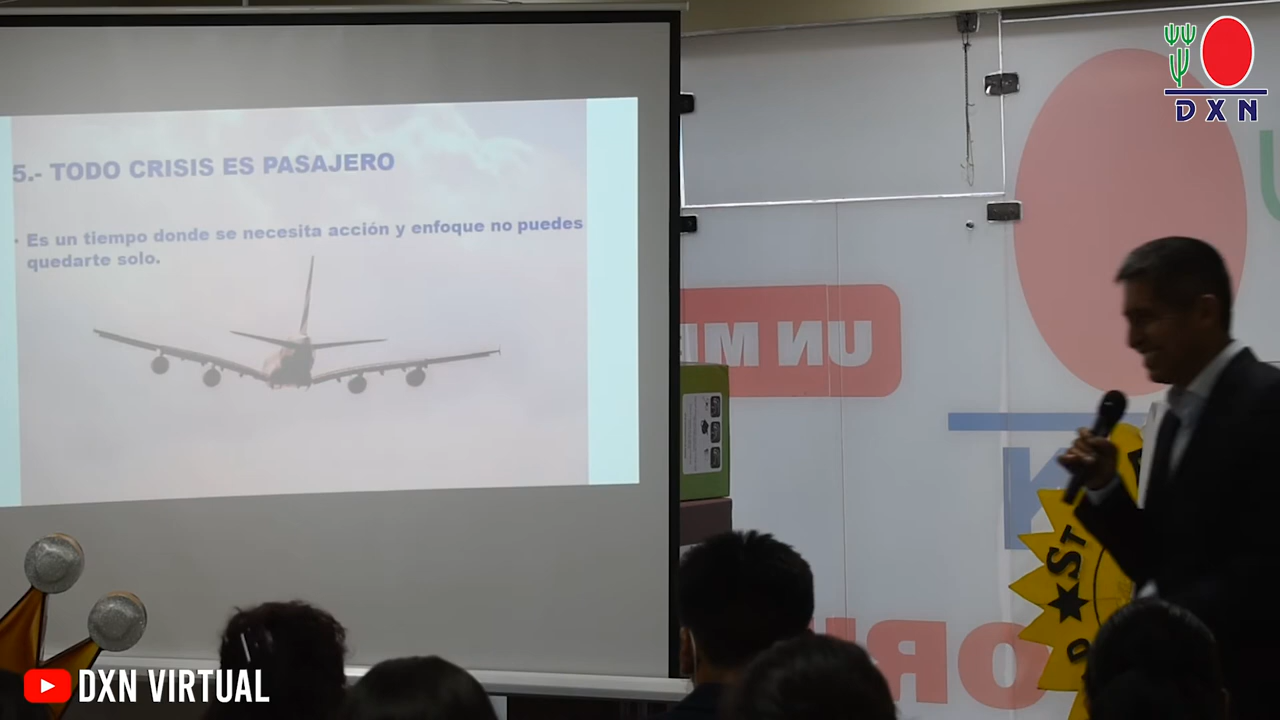 5.- TODO CRISIS ES PASAJERO
Es un tiempo donde se necesita acción y enfoque no puedes
quedarte solo.
DXN
UN
ST
DXN VIRTUAL